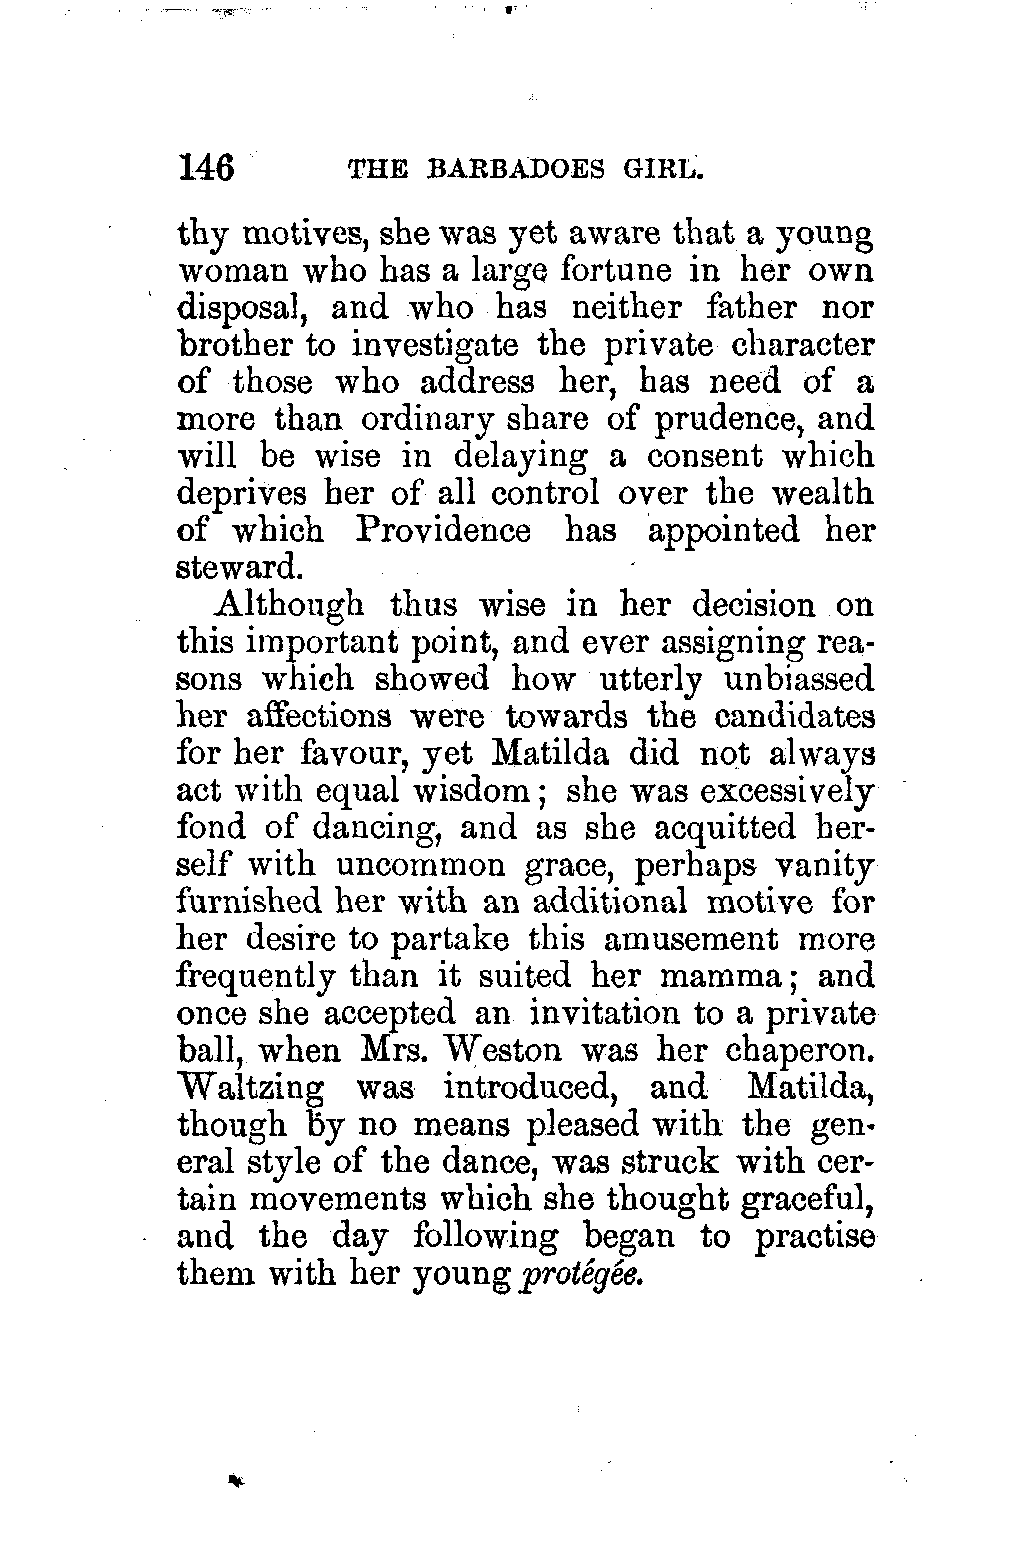 146 THE BARBADOES GIRL.
thy motives, she was yet aware that a young
woman who has a large fortune in her own
disposal, and who has neither father nor
brother to investigate the private character
of those who address her, has need of a
more than ordinary share of prudence, and
will be wise in delaying a consent which
deprives her of all control over the wealth
of which Providence has appointed her
steward.
Although thus wise in her decision on
this important point, and ever assigning rea-
sons which showed how utterly unbiassed
her affections were towards the candidates
for her favour, yet Matilda did not always
act with equal wisdom; she was excessively
fond of dancing, and as she acquitted her-
self with uncommon grace, perhaps vanity
furnished her with an additional motive for
her desire to partake this amusement more
frequently than it suited her mamma; and
once she accepted an invitation to a private
ball, when Mrs. Weston was her chaperon.
Waltzing was introduced, and Matilda,
though by no means pleased with the gen-
eral style of the dance, was struck with cer-
tain movements which she thought graceful,
and the day following began to practise
them with her young protégée.